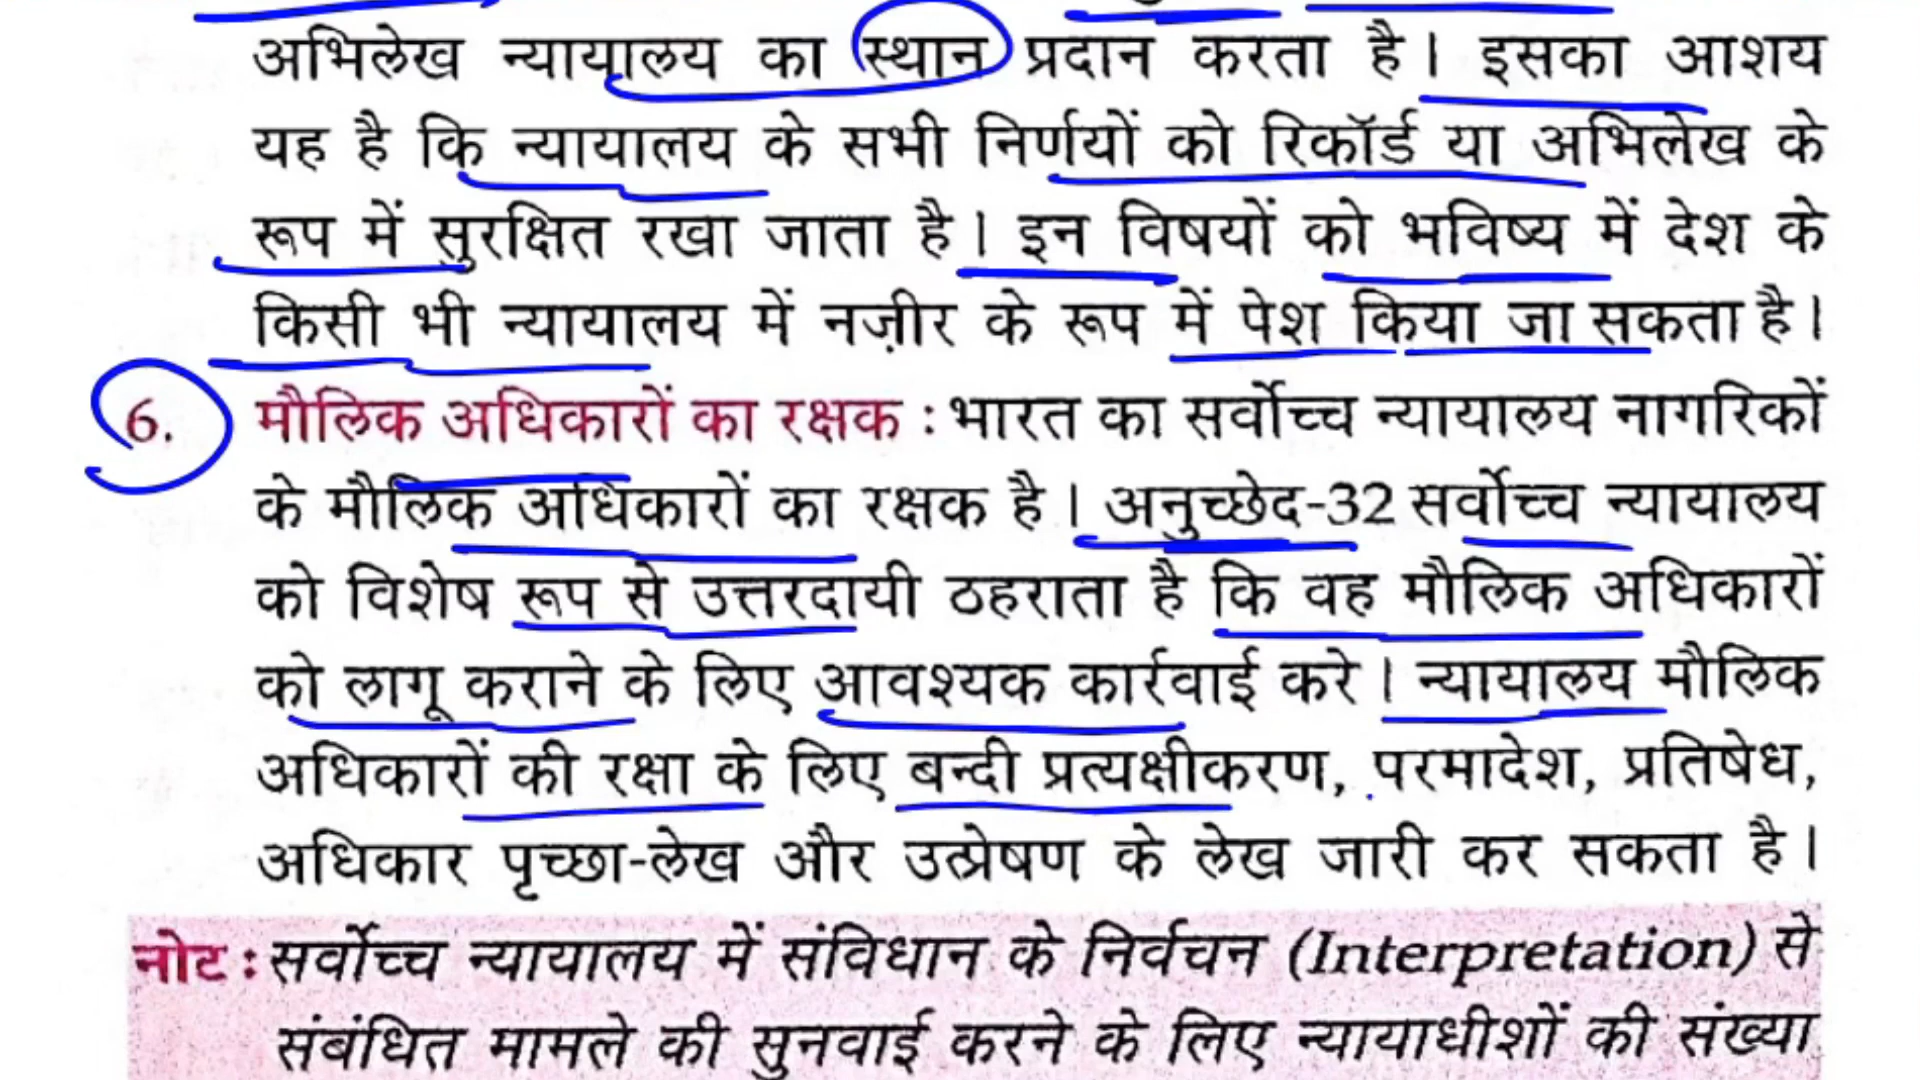 अभिलेख न्यायालय का स्थान प्रदान करता है। इसका आशय
यह है कि न्यायालय के सभी निर्णयों को रिकॉर्ड या अभिलेख के
रूप में सुरक्षित रखा जाता है। इन विषयों को भविष्य में देश के
किसी भी न्यायालय में नज़ीर के रूप में पेश किया जा सकता है।
6. मौलिक अधिकारों का रक्षक : भारत का सर्वोच्च न्यायालय नागरिकों
के मौलिक अधिकारों का रक्षक है। अनुच्छेद-32 सर्वोच्च न्यायालय
को विशेष रूप से उत्तरदायी ठहराता है कि वह मौलिक अधिकारों
को लागू कराने के लिए आवश्यक कार्रवाई करे। न्यायालय मौलिक
अधिकारों की रक्षा के लिए बन्दी प्रत्यक्षीकरण, परमादेश, प्रतिषेध,
अधिकार पृच्छा-लेख और उत्प्रेषण के लेख जारी कर सकता है।
नोट : सर्वोच्च न्यायालय में संविधान के निर्वचन (Interpretation) से
संबंधित मामले की सुनवाई करने के लिए न्यायाधीशों की संख्या